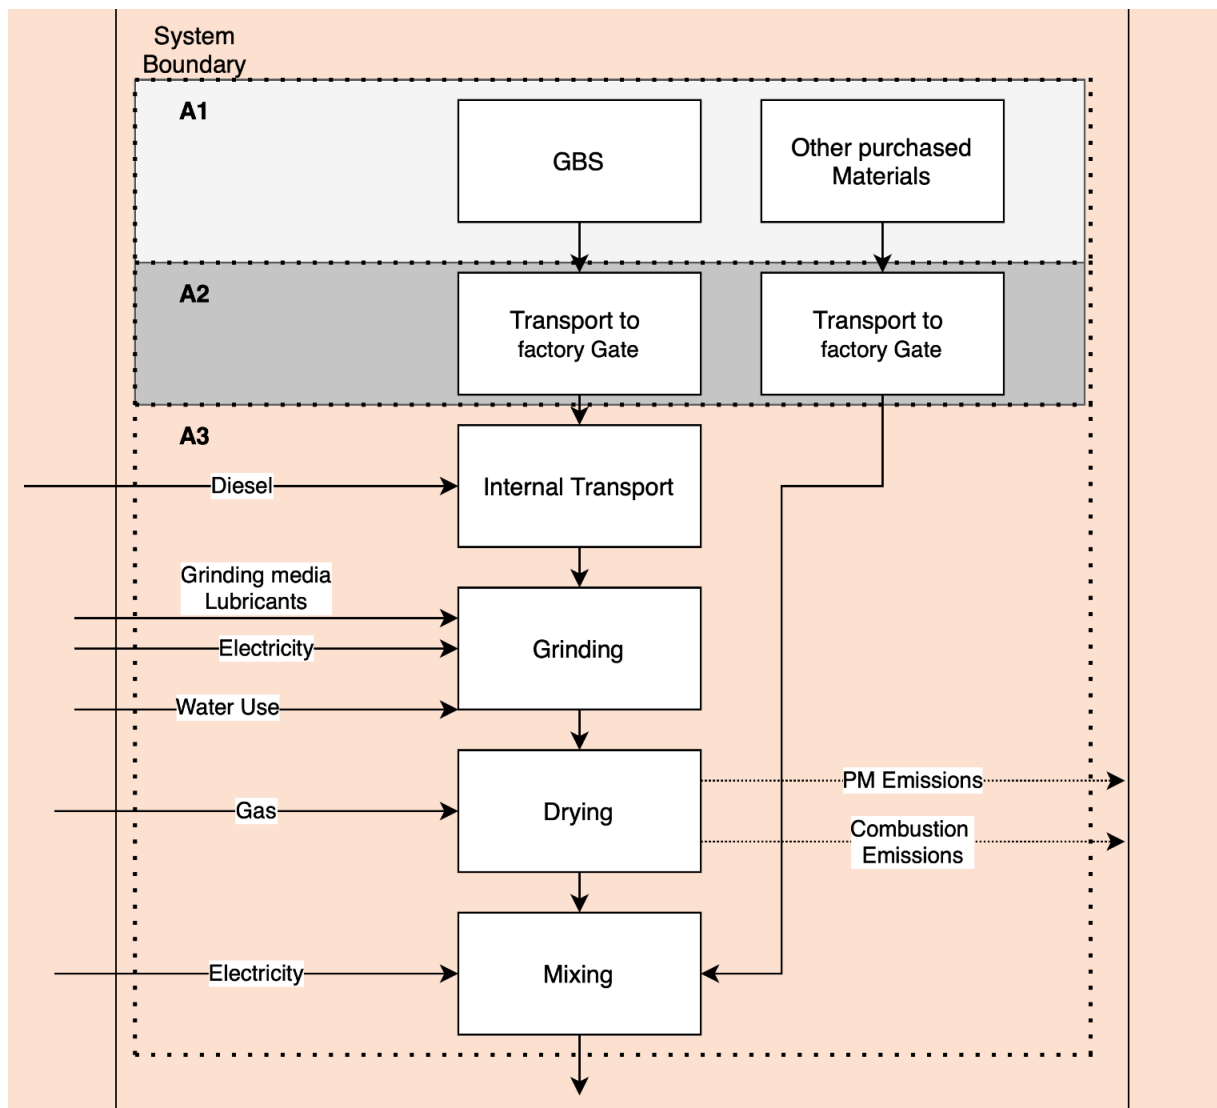 System
Boundary
A1
GBS
Other purchased
Materials
A2
Transport to
factory Gate
Transport to
factory Gate
A3
Diesel
Internal Transport
Grinding media
Lubricants
Electricity
Grinding
Water Use
PM Emissions
Gas
Drying
Combustion
Emissions
Electricity
Mixing